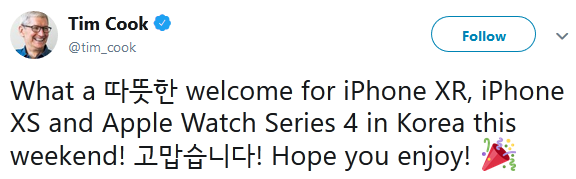 Tim Cook
@tim_cook
Follow
What a 따뜻한 welcome for iPhone XR, iPhone
XS and Apple Watch Series 4 in Korea this
weekend! 고맙습니다! Hope you enjoy! 🎉